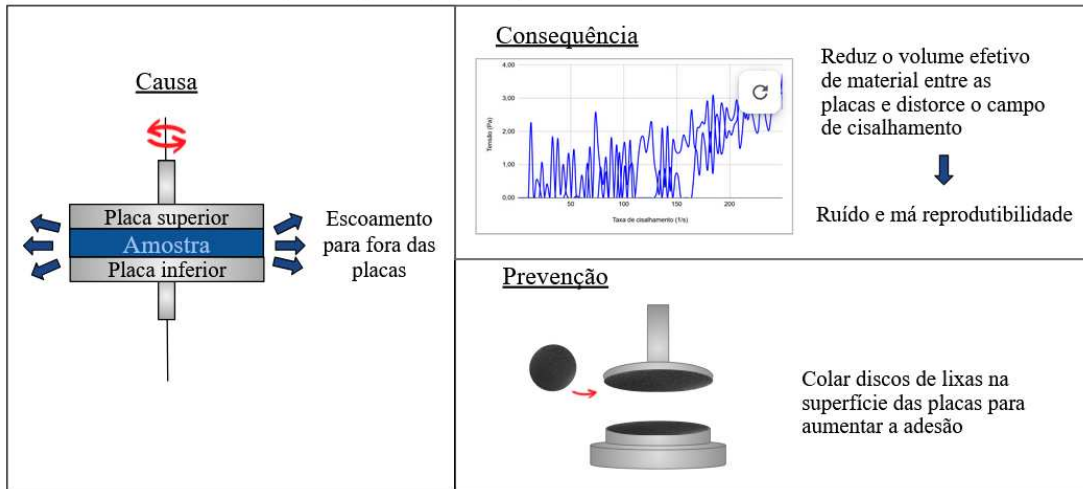 Causa
Placa superior
Amostra
Placa inferior
Escoamento
para fora das
placas
Consequência
4,00
3,00
2,00
1,00
0,00
Tensão (Pa)
50
100
150
200
Taxa de cisalhamento (1/s)
Reduz o volume efetivo
de material entre as
placas e distorce o campo
de cisalhamento
Ruído e má reprodutibilidade
Prevenção
Colar discos de lixas na
superfície das placas para
aumentar a adesão